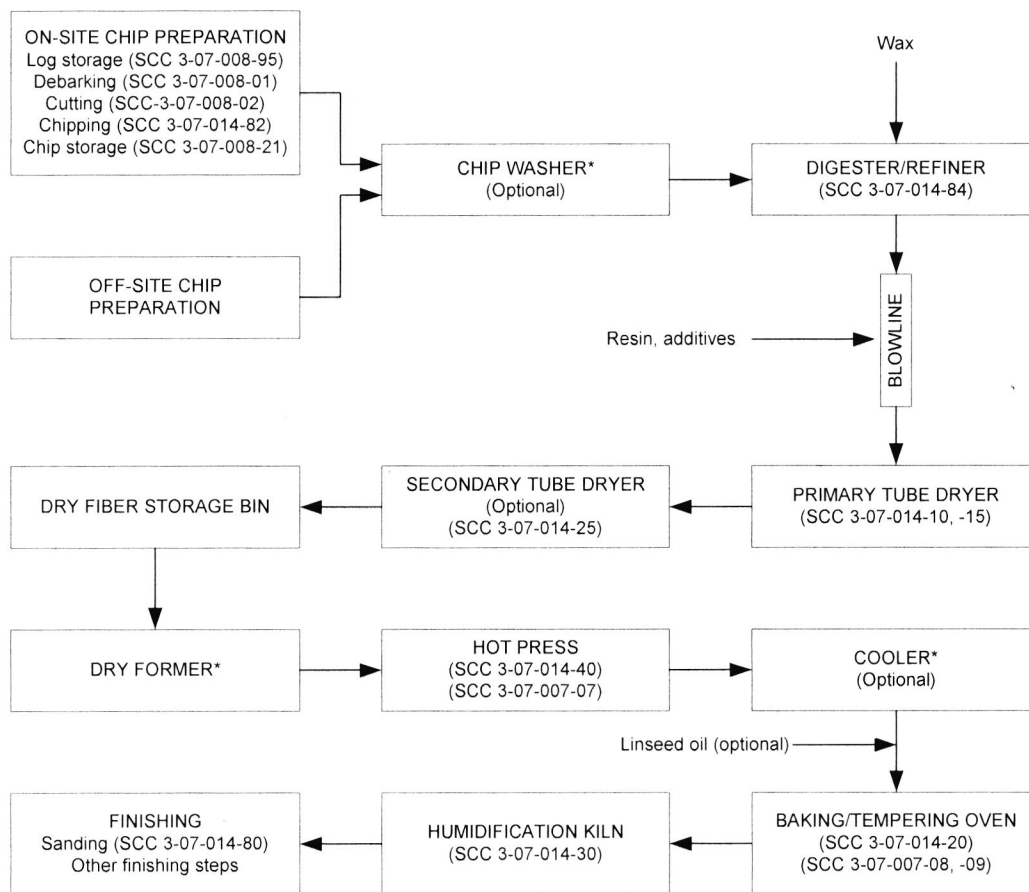 ON-SITE CHIP PREPARATION
Log storage (SCC 3-07-008-95)
Debarking (SCC 3-07-008-01)
Cutting (SCC-3-07-008-02)
Chipping (SCC 3-07-014-82)
Chip storage (SCC 3-07-008-21)
OFF-SITE CHIP
PREPARATION
CHIP WASHER*
(Optional)
Wax
DIGESTER/REFINER
(SCC 3-07-014-84)
Resin, additives
BLOWLINE
PRIMARY TUBE DRYER
(SCC 3-07-014-10, -15)
SECONDARY TUBE DRYER
(Optional)
(SCC 3-07-014-25)
DRY FIBER STORAGE BIN
DRY FORMER*
HOT PRESS
(SCC 3-07-014-40)
(SCC 3-07-007-07)
COOLER*
(Optional)
Linseed oil (optional)
BAKING/TEMPERING OVEN
(SCC 3-07-014-20)
(SCC 3-07-007-08, -09)
HUMIDIFICATION KILN
(SCC 3-07-014-30)
FINISHING
Sanding (SCC 3-07-014-80)
Other finishing steps